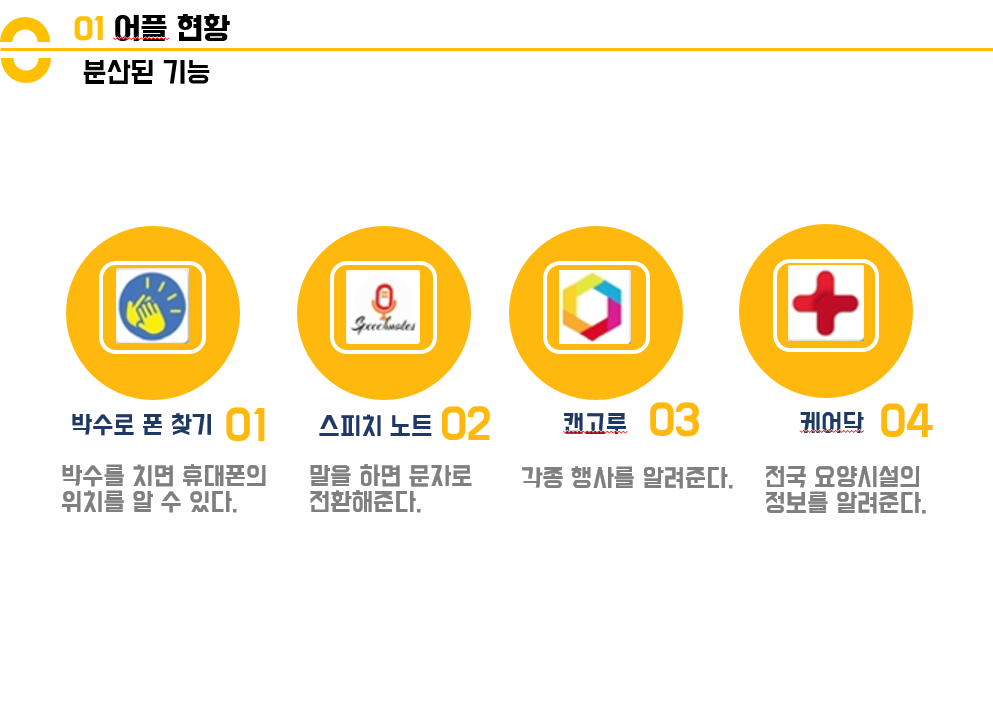 01 어플 현황
분산된 기능
Speechnotes
박수로 폰 찾기 01
스피치 노트 02
캔고루 03
케어닥 04
박수를 치면 휴대폰의
위치를 알 수 있다.
말을 하면 문자로
전환해준다.
각종 행사를 알려준다.
전국 요양시설의
정보를 알려준다.